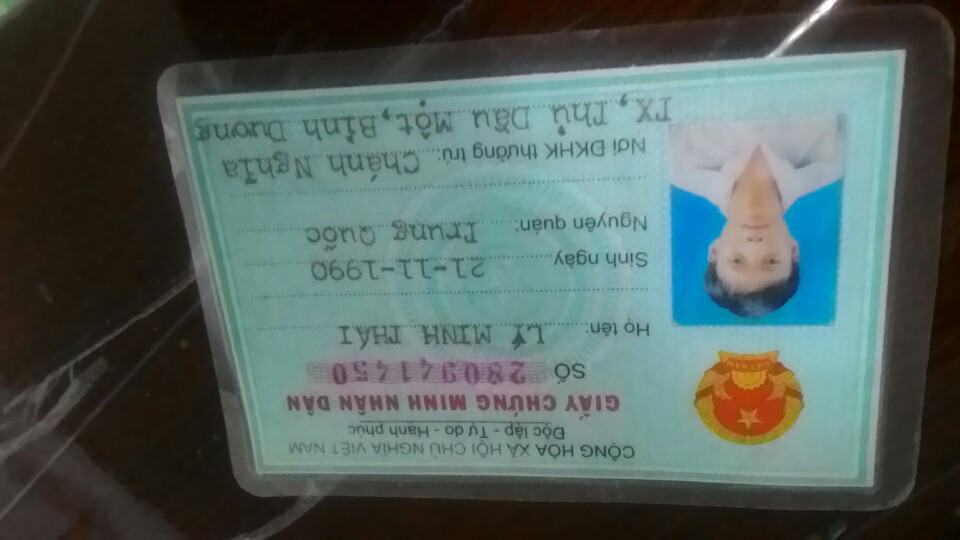 CỘNG HÒA XÃ HỘI CHỦ NGHĨA VIỆT NAM
Độc lập - Tự do - Hạnh phúc
GIẤY CHỨNG MINH NHÂN DÂN
SỐ 280941450
Họ tên: LÝ MINH THÁI
Sinh ngày 21-11-1990
Nguyên quán: Trung Quốc
Nơi ĐKHK thường trú: Chánh Nghĩa
TX, Thủ Dầu Một, Bình Dương
VIỆT NAM